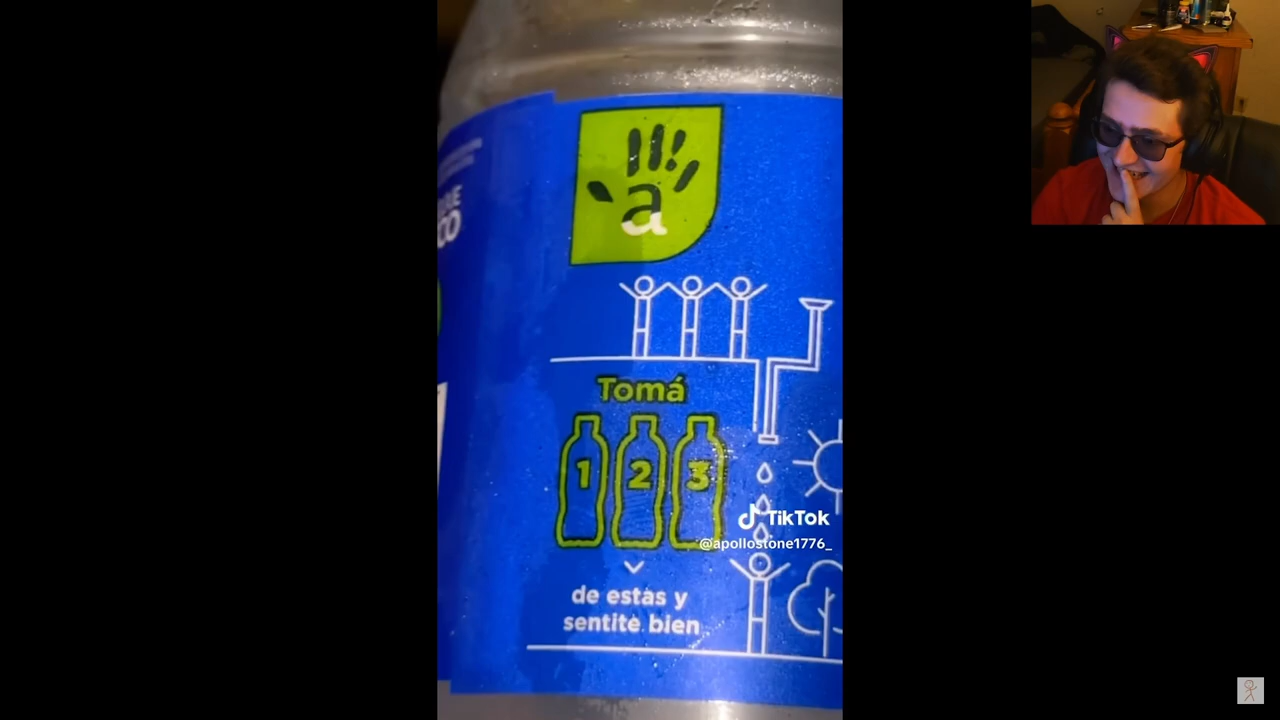 a
Tomá
1 2 3
de estas y
sentite bien
TikTok
@apollostone1776_